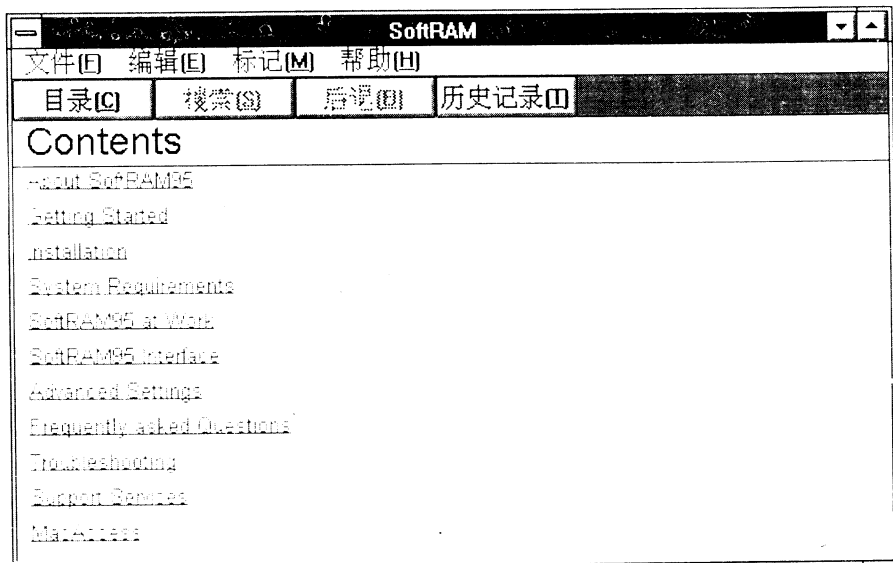 SoftRAM
文件(F) 编辑(E) 标记(M) 帮助(H)
目录(C) 搜索(S) 后退(B) 历史记录(T)
Contents
About SoftRAM95
Getting Started
Installation
System Requirements
SoftRAM95 at Work
SoftRAM95 Interface
Advanced Settings
Frequently asked Questions
Troubleshooting
Support Services
MacAccess